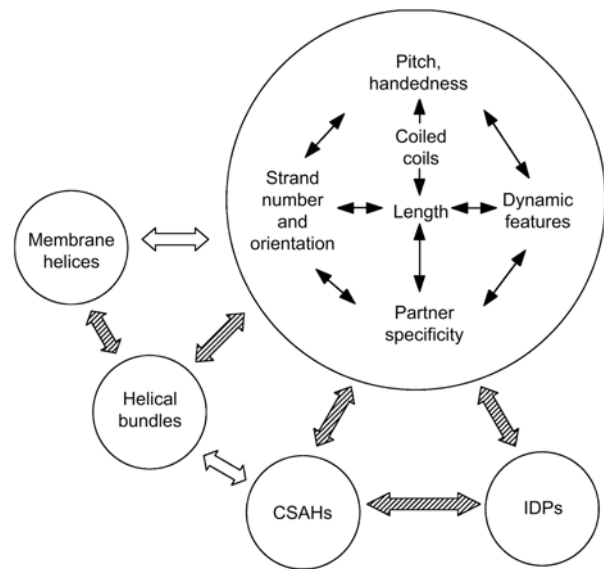 Pitch,
handedness
Coiled
coils
Strand
number
and
orientation
Length
Dynamic
features
Partner
specificity
Membrane
helices
Helical
bundles
CSAHs
IDPs